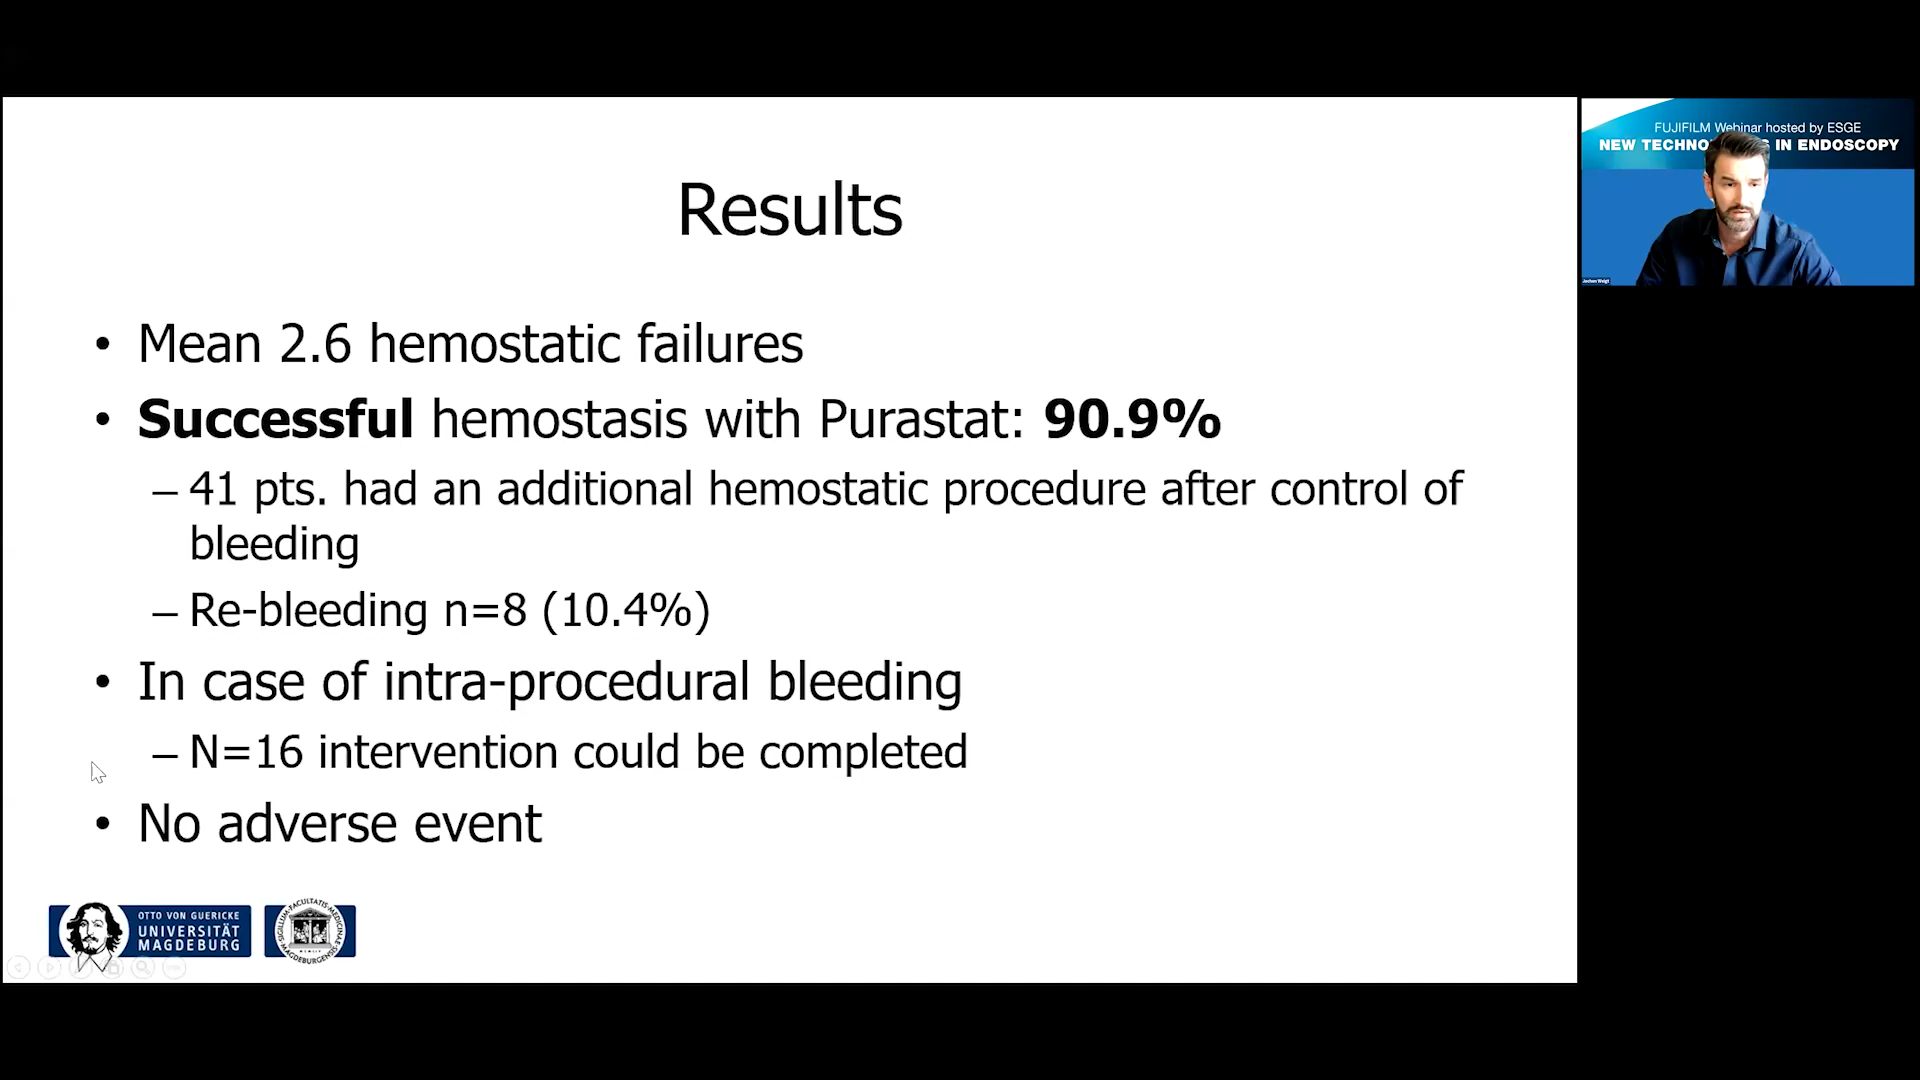 Results
• Mean 2.6 hemostatic failures
• Successful hemostasis with Purastat: 90.9%
– 41 pts. had an additional hemostatic procedure after control of
bleeding
– Re-bleeding n=8 (10.4%)
• In case of intra-procedural bleeding
– N=16 intervention could be completed
• No adverse event
OTTO VON GUERICKE
UNIVERSITÄT
MAGDEBURG
FUJIFILM Webinar hosted by ESGE
NEW TECHNO IN ENDOSCOPY
Jochen Weigt